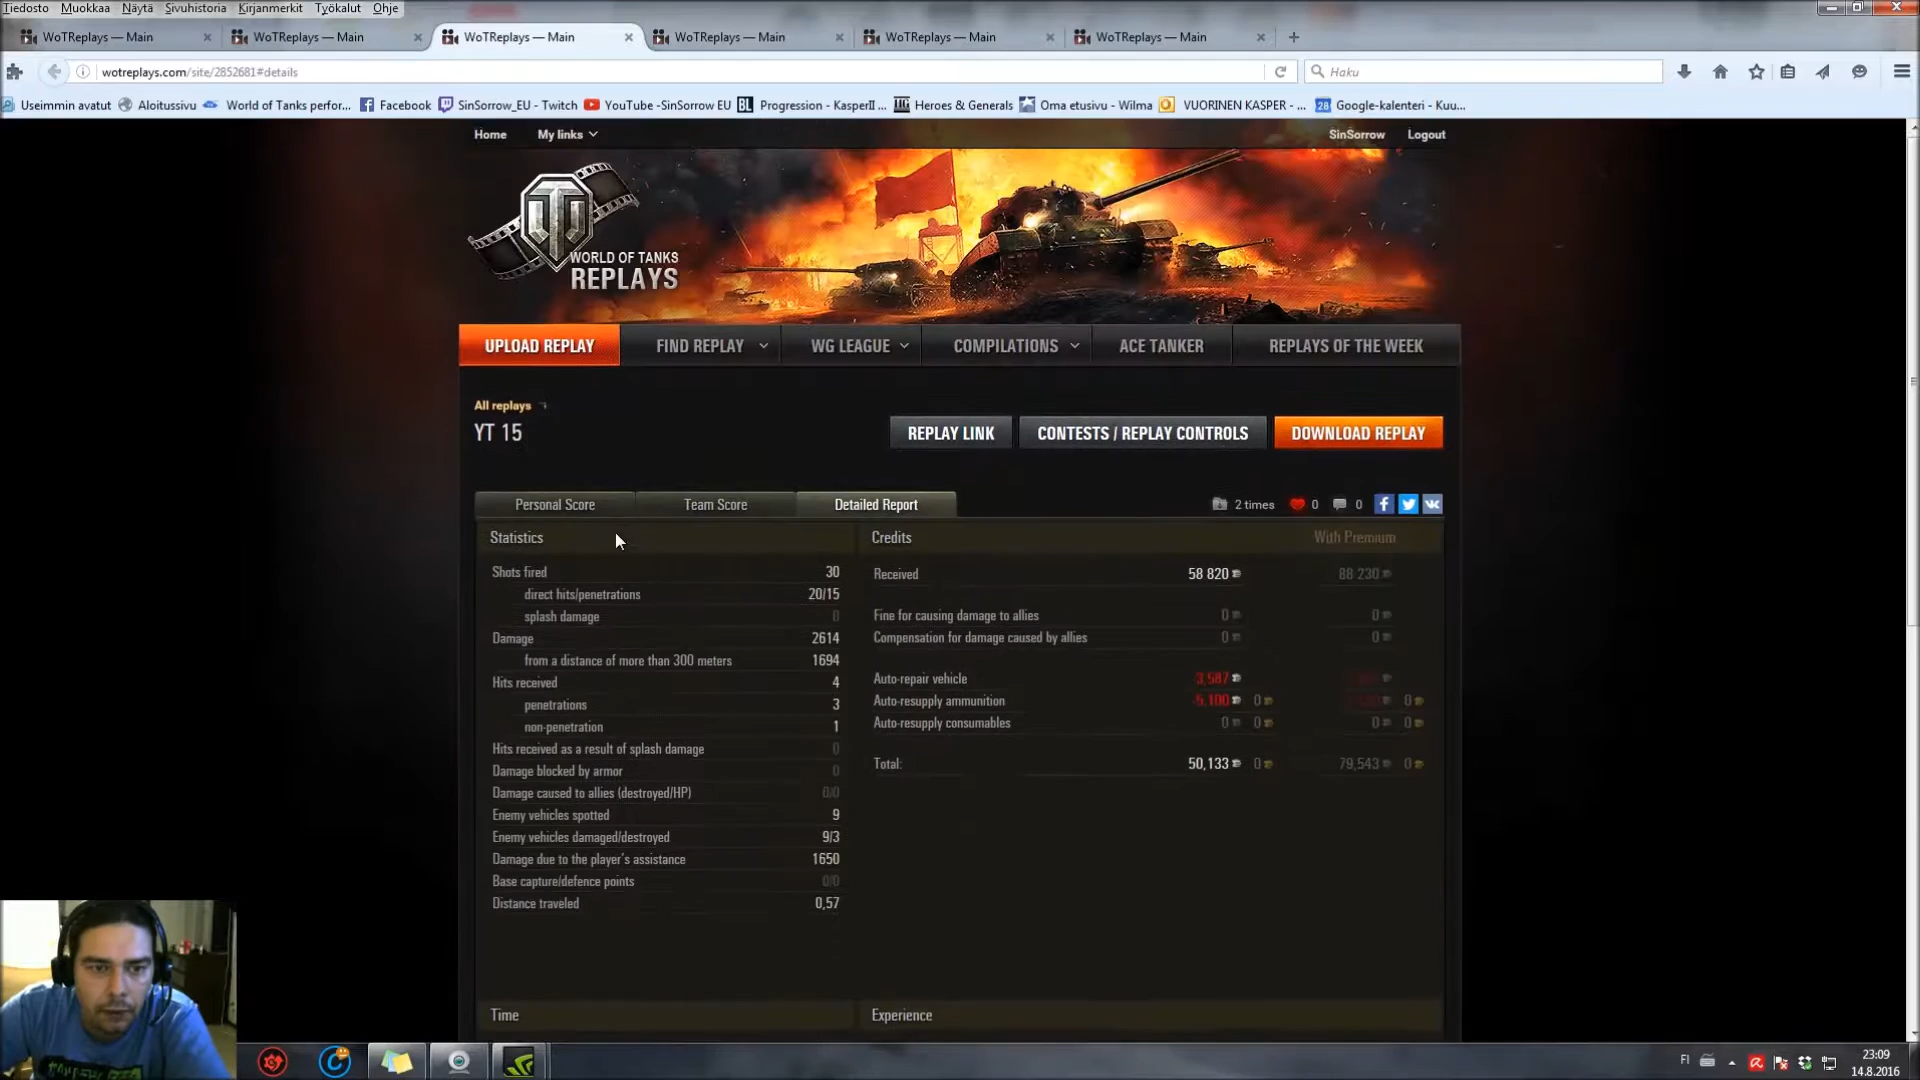 Tiedosto Muokkaa Näytä Sivuhistoria Kirjanmerkit Työkalut Ohje
WoTReplays — Main WoTReplays — Main WoTReplays — Main WoTReplays — Main WoTReplays — Main WoTReplays — Main
wotreplays.com/site/2852681#details Haku
Useimmin avatut Aloitussivu World of Tanks perfor... Facebook SinSorrow_EU - Twitch YouTube -SinSorrow EU BL Progression - KasperII ... Heroes & Generals Oma etusivu - Wilma VUORINEN KASPER - ... 28 Google-kalenteri - Kuu...
Home My links SinSorrow Logout
WORLD OF TANKS
REPLAYS
UPLOAD REPLAY FIND REPLAY WG LEAGUE COMPILATIONS ACE TANKER REPLAYS OF THE WEEK
All replays
YT 15 REPLAY LINK CONTESTS / REPLAY CONTROLS DOWNLOAD REPLAY
Personal Score Team Score Detailed Report 2 times 0 0
Statistics Credits With Premium
Shots fired 30 Received 58 820 88 230
direct hits/penetrations 20/15
splash damage 0 Fine for causing damage to allies 0 0
Damage 2614 Compensation for damage caused by allies 0 0
from a distance of more than 300 meters 1694
Hits received 4 Auto-repair vehicle 3,587
penetrations 3 Auto-resupply ammunition -5,100 0 0
non-penetration 1 Auto-resupply consumables 0 0 0 0
Hits received as a result of splash damage 0
Damage blocked by armor 0 Total: 50,133 0 79,543 0
Damage caused to allies (destroyed/HP) 0/0
Enemy vehicles spotted 9
Enemy vehicles damaged/destroyed 9/3
Damage due to the player's assistance 1650
Base capture/defence points 0/0
Distance traveled 0,57
Time Experience
FI 23:09
14.8.2016